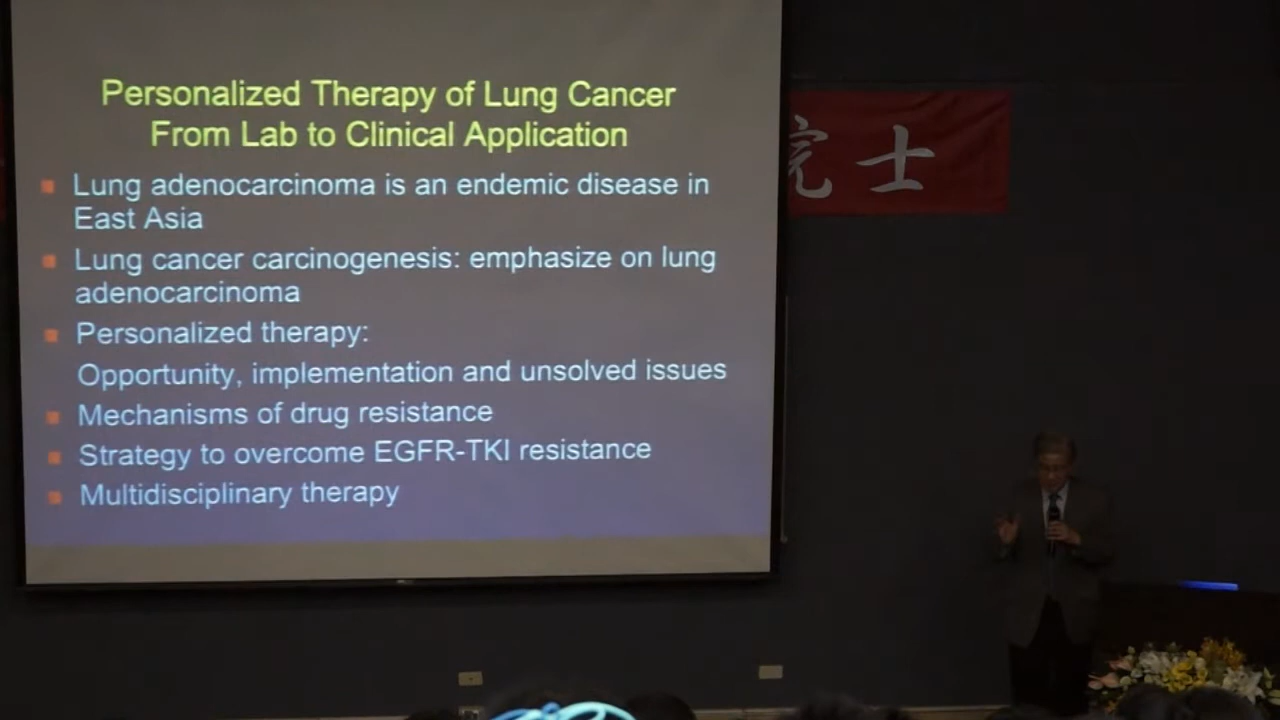 Personalized Therapy of Lung Cancer
From Lab to Clinical Application
Lung adenocarcinoma is an endemic disease in
East Asia
Lung cancer carcinogenesis: emphasize on lung
adenocarcinoma
Personalized therapy:
Opportunity, implementation and unsolved issues
Mechanisms of drug resistance
Strategy to overcome EGFR-TKI resistance
Multidisciplinary therapy
院士